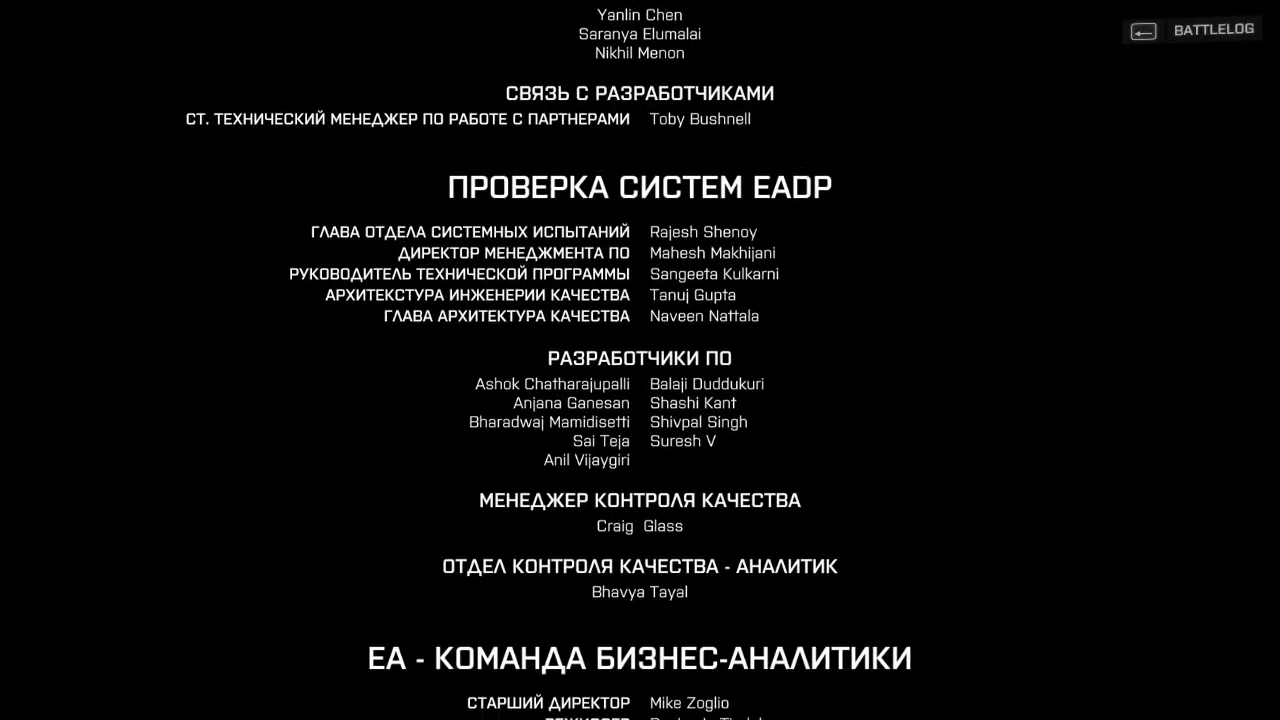 Yanlin Chen
BATTLELOG
Saranya Elumalai
Nikhil Menon
СВЯЗЬ С РАЗРАБОТЧИКАМИ
СТ. ТЕХНИЧЕСКИЙ МЕНЕДЖЕР ПО РАБОТЕ С ПАРТНЕРАМИ Toby Bushnell
ПРОВЕРКА СИСТЕМ EADP
ГЛАВА ОТДЕЛА СИСТЕМНЫХ ИСПЫТАНИЙ Rajesh Shenoy
ДИРЕКТОР МЕНЕДЖМЕНТА ПО Mahesh Makhijani
РУКОВОДИТЕЛЬ ТЕХНИЧЕСКОЙ ПРОГРАММЫ Sangeeta Kulkarni
АРХИТЕКСТУРА ИНЖЕНЕРИИ КАЧЕСТВА Tanuj Gupta
ГЛАВА АРХИТЕКТУРА КАЧЕСТВА Naveen Nattala
РАЗРАБОТЧИКИ ПО
Ashok Chatharajupalli Balaji Duddukuri
Anjana Ganesan Shashi Kant
Bharadwaj Mamidisetti Shivpal Singh
Sai Teja Suresh V
Anil Vijaygiri
МЕНЕДЖЕР КОНТРОЛЯ КАЧЕСТВА
Craig Glass
ОТДЕЛ КОНТРОЛЯ КАЧЕСТВА - АНАЛИТИК
Bhavya Tayal
EA - КОМАНДА БИЗНЕС-АНАЛИТИКИ
СТАРШИЙ ДИРЕКТОР Mike Zoglio